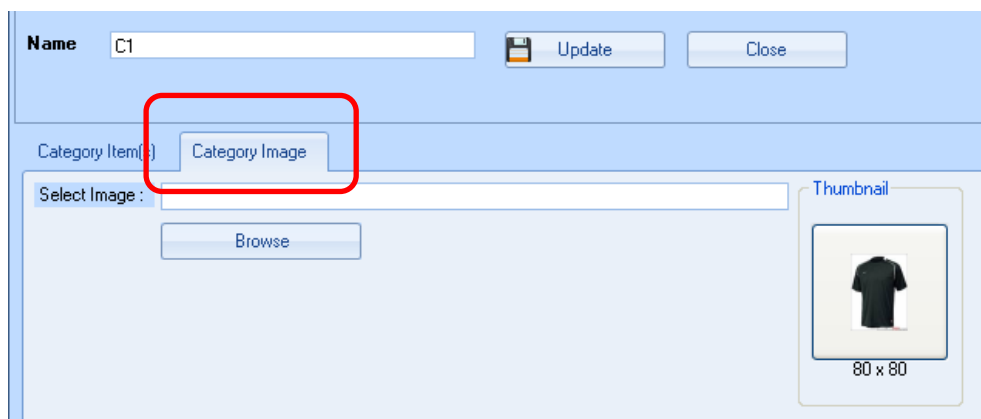 Name C1 Update Close
Category Item(s) Category Image
Select Image :
Thumbnail
Browse
80 x 80